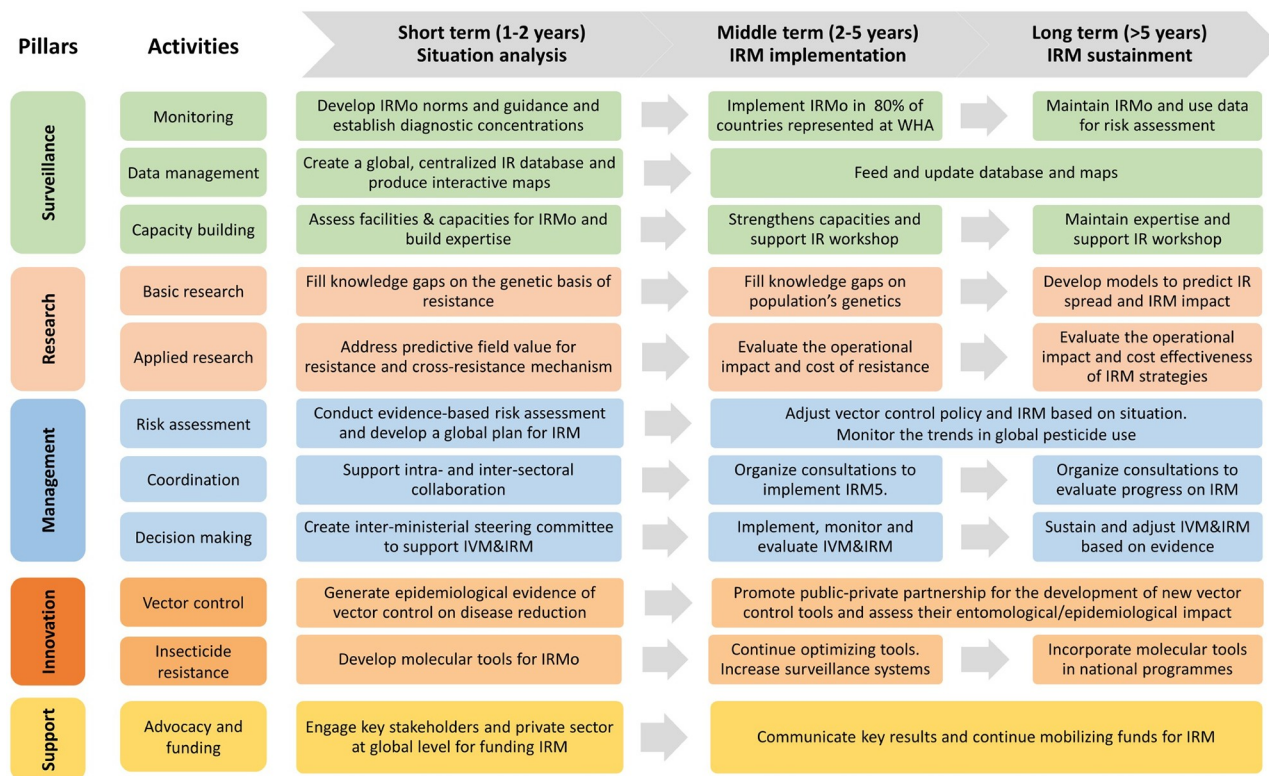 Pillars
Activities
Short term (1-2 years)
Situation analysis
Middle term (2-5 years)
IRM implementation
Long term (>5 years)
IRM sustainment
Surveillance
Monitoring
Develop IRMo norms and guidance and
establish diagnostic concentrations
Implement IRMo in 80% of
countries represented at WHA
Maintain IRMo and use data
for risk assessment
Data management
Create a global, centralized IR database and
produce interactive maps
Feed and update database and maps
Capacity building
Assess facilities & capacities for IRMo and
build expertise
Strengthens capacities and
support IR workshop
Maintain expertise and
support IR workshop
Research
Basic research
Fill knowledge gaps on the genetic basis of
resistance
Fill knowledge gaps on
population's genetics
Develop models to predict IR
spread and IRM impact
Applied research
Address predictive field value for
resistance and cross-resistance mechanism
Evaluate the operational
impact and cost of resistance
Evaluate the operational
impact and cost effectiveness
of IRM strategies
Management
Risk assessment
Conduct evidence-based risk assessment
and develop a global plan for IRM
Adjust vector control policy and IRM based on situation.
Monitor the trends in global pesticide use
Coordination
Support intra- and inter-sectoral
collaboration
Organize consultations to
implement IRM5.
Organize consultations to
evaluate progress on IRM
Decision making
Create inter-ministerial steering committee
to support IVM&IRM
Implement, monitor and
evaluate IVM&IRM
Sustain and adjust IVM&IRM
based on evidence
Innovation
Vector control
Generate epidemiological evidence of
vector control on disease reduction
Promote public-private partnership for the development of new vector
control tools and assess their entomological/epidemiological impact
Insecticide
resistance
Develop molecular tools for IRMo
Continue optimizing tools.
Increase surveillance systems
Incorporate molecular tools
in national programmes
Support
Advocacy and
funding
Engage key stakeholders and private sector
at global level for funding IRM
Communicate key results and continue mobilizing funds for IRM